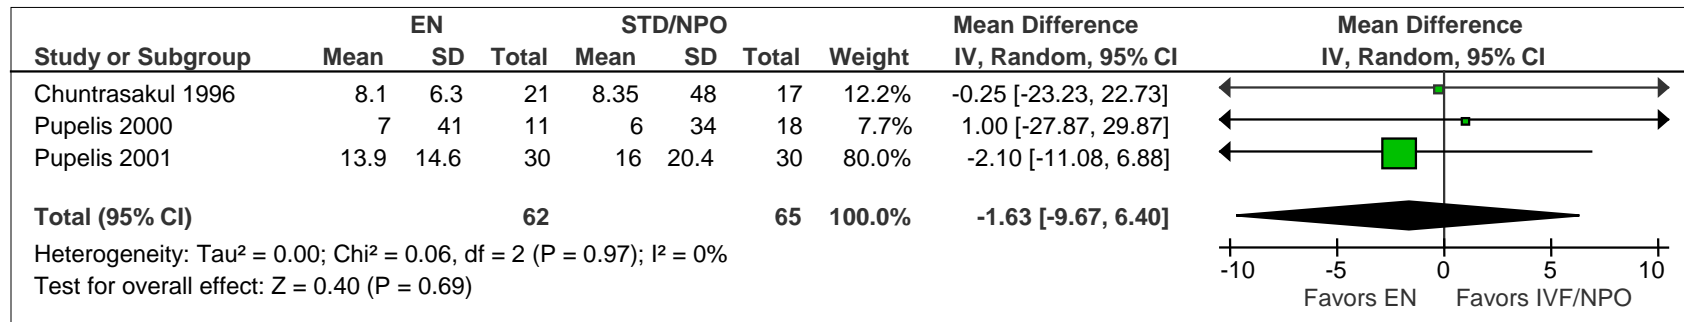 EN STD/NPO Mean Difference Mean Difference
Study or Subgroup Mean SD Total Mean SD Total Weight IV, Random, 95% CI IV, Random, 95% CI
Chuntrasakul 1996 8.1 6.3 21 8.35 48 17 12.2% -0.25 [-23.23, 22.73]
Pupelis 2000 7 41 11 6 34 18 7.7% 1.00 [-27.87, 29.87]
Pupelis 2001 13.9 14.6 30 16 20.4 30 80.0% -2.10 [-11.08, 6.88]
Total (95% CI) 62 65 100.0% -1.63 [-9.67, 6.40]
Heterogeneity: Tau² = 0.00; Chi² = 0.06, df = 2 (P = 0.97); I² = 0%
Test for overall effect: Z = 0.40 (P = 0.69)
-10 -5 0 5 10
Favors EN Favors IVF/NPO